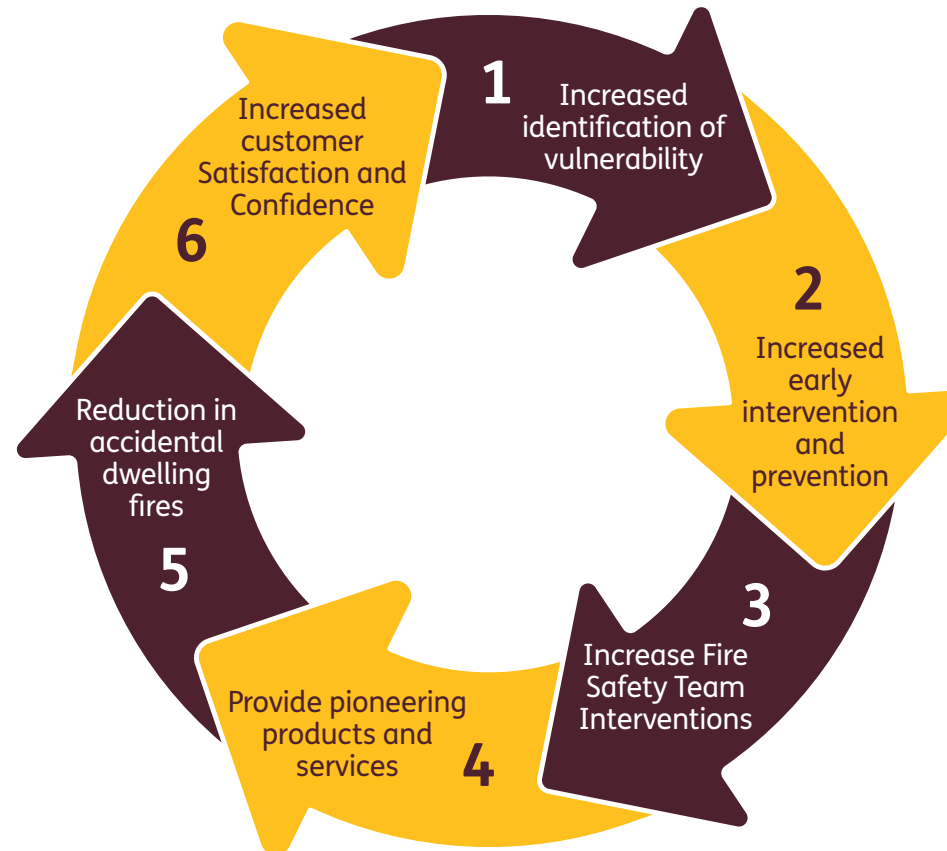 1
Increased
identification of
vulnerability
2
Increased
early
intervention
and
prevention
3
Increase Fire
Safety Team
Interventions
Provide pioneering
products and
services
4
Reduction in
accidental
dwelling
fires
5
Increased
customer
Satisfaction and
Confidence
6